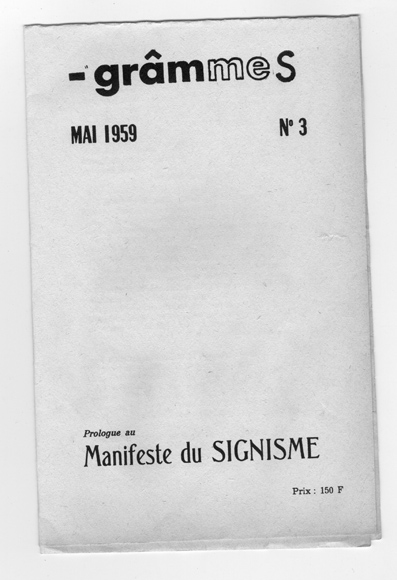 -grâmmeS
MAI 1959 N° 3
Prologue au
Manifeste du SIGNISME
Prix : 150 F